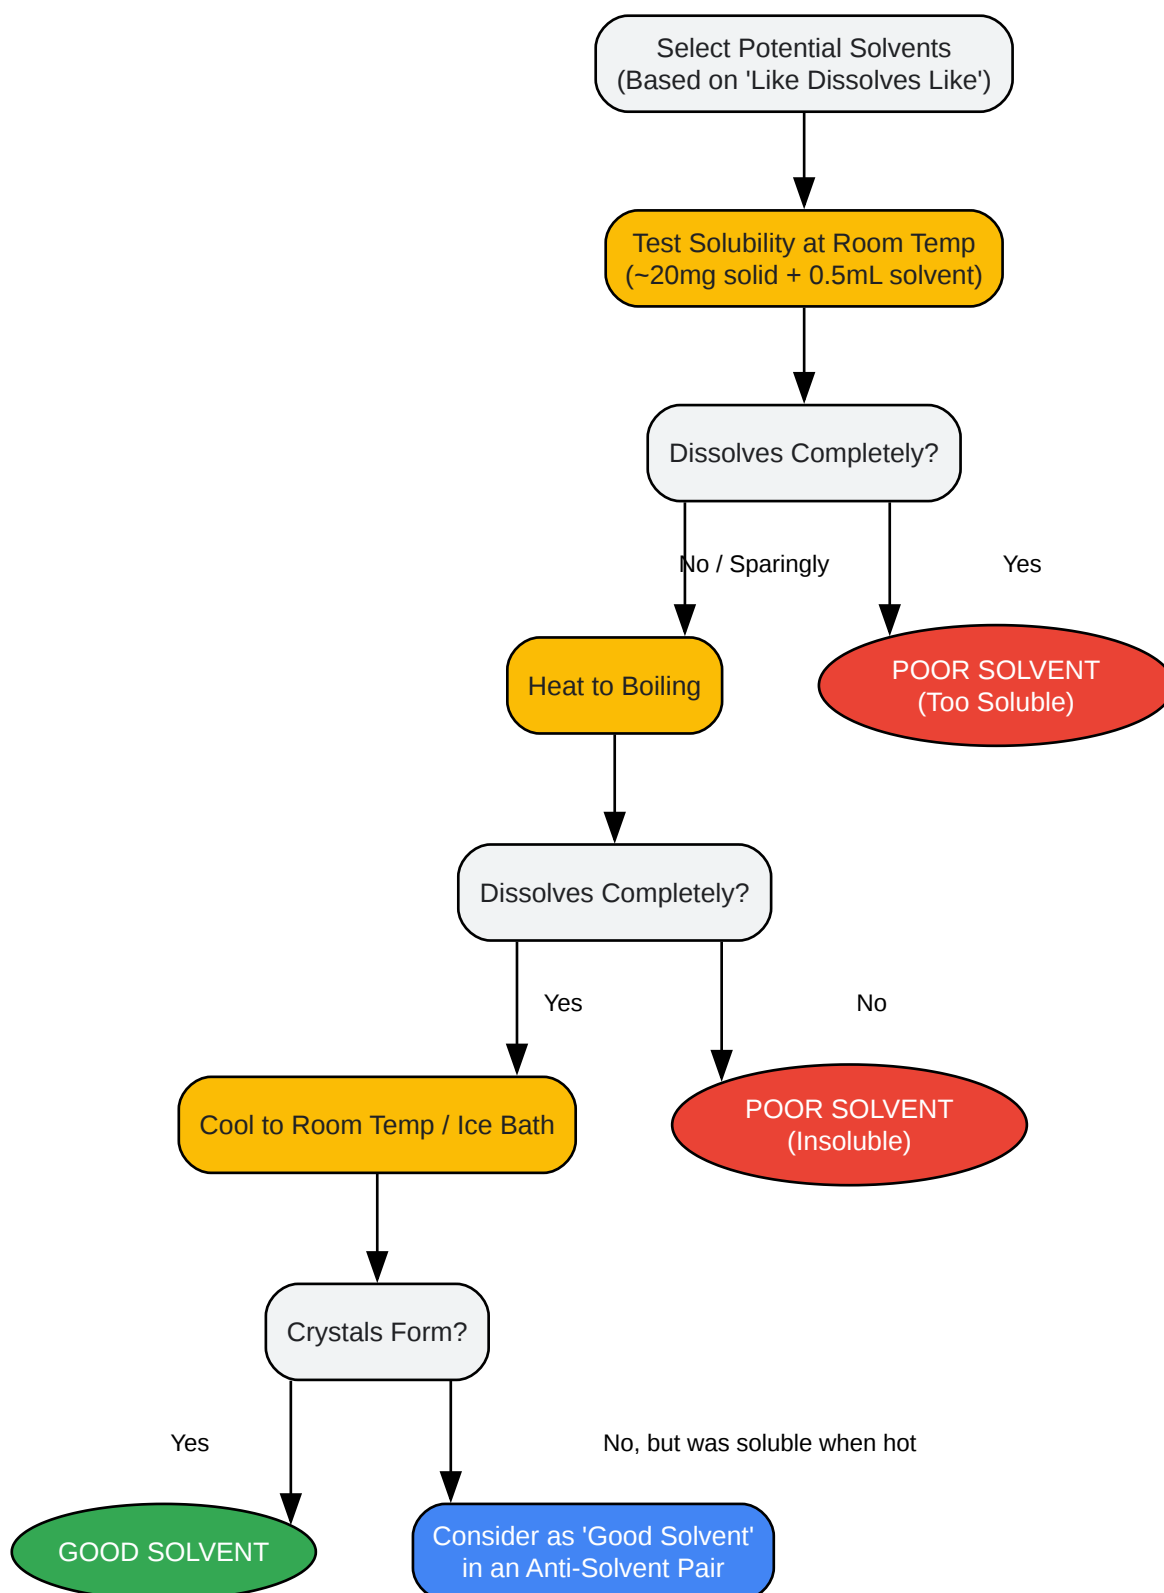 Select Potential Solvents
(Based on 'Like Dissolves Like')
Test Solubility at Room Temp
(~20mg solid + 0.5mL solvent)
Dissolves Completely?
No / Sparingly
Yes
Heat to Boiling
POOR SOLVENT
(Too Soluble)
Dissolves Completely?
Yes
No
Cool to Room Temp / Ice Bath
POOR SOLVENT
(Insoluble)
Crystals Form?
Yes
No, but was soluble when hot
GOOD SOLVENT
Consider as 'Good Solvent'
in an Anti-Solvent Pair